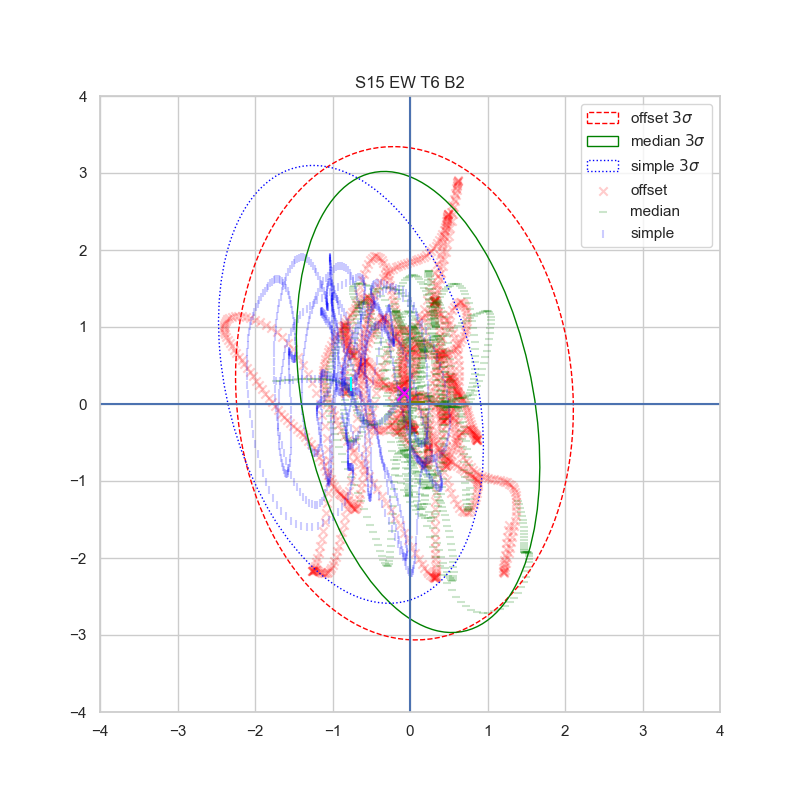 S15 EW T6 B2
offset 3σ
median 3σ
simple 3σ
offset
median
simple
4
3
2
1
0
−1
−2
−3
−4
−4 −3 −2 −1 0 1 2 3 4